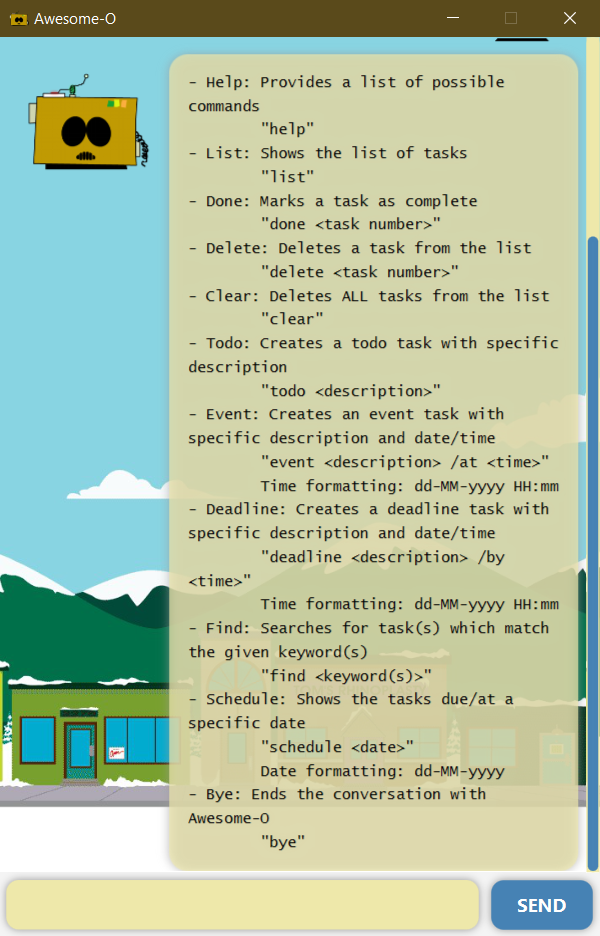 Awesome-O
- Help: Provides a list of possible
commands
"help"
- List: Shows the list of tasks
"list"
- Done: Marks a task as complete
"done <task number>"
- Delete: Deletes a task from the list
"delete <task number>"
- Clear: Deletes ALL tasks from the list
"clear"
- Todo: Creates a todo task with specific
description
"todo <description>"
- Event: Creates an event task with
specific description and date/time
"event <description> /at <time>"
Time formatting: dd-MM-yyyy HH:mm
- Deadline: Creates a deadline task with
specific description and date/time
"deadline <description> /by
<time>"
Time formatting: dd-MM-yyyy HH:mm
- Find: Searches for task(s) which match
the given keyword(s)
"find <keyword(s)>"
- Schedule: Shows the tasks due/at a
specific date
"schedule <date>"
Date formatting: dd-MM-yyyy
- Bye: Ends the conversation with
Awesome-O
"bye"
SEND